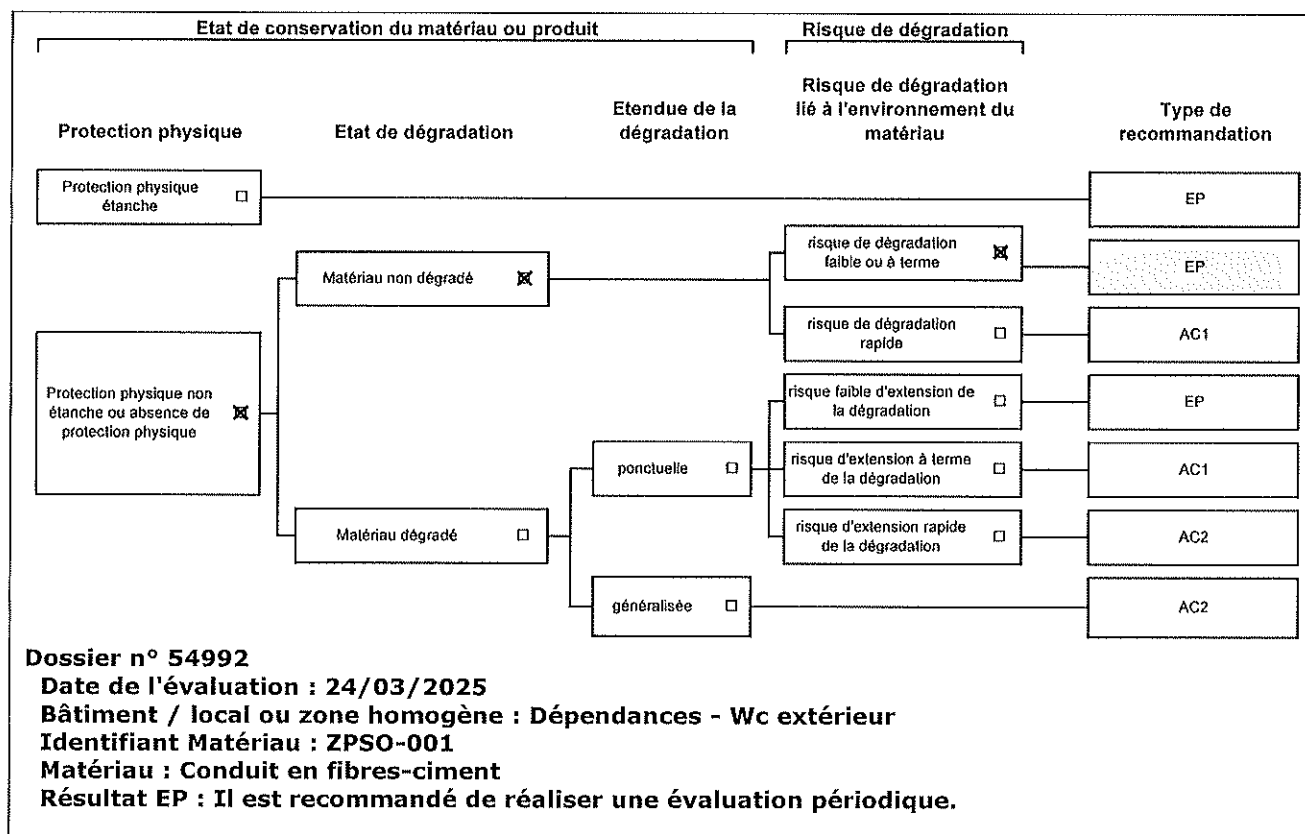 Etat de conservation du matériau ou produit
Risque de dégradation
Protection physique
Etat de dégradation
Etendue de la
dégradation
Risque de dégradation
lié à l'environnement du
matériau
Type de
recommandation
Protection physique
étanche
EP
risque de dégradation
faible ou à terme
EP
Matériau non dégradé
risque de dégradation
rapide
AC1
Protection physique non
étanche ou absence de
protection physique
risque faible d'extension de
la dégradation
EP
ponctuelle
risque d'extension à terme
de la dégradation
AC1
Matériau dégradé
risque d'extension rapide
de la dégradation
AC2
généralisée
AC2
Dossier n° 54992
Date de l'évaluation : 24/03/2025
Bâtiment / local ou zone homogène : Dépendances - Wc extérieur
Identifiant Matériau : ZPSO-001
Matériau : Conduit en fibres-ciment
Résultat EP : Il est recommandé de réaliser une évaluation périodique.